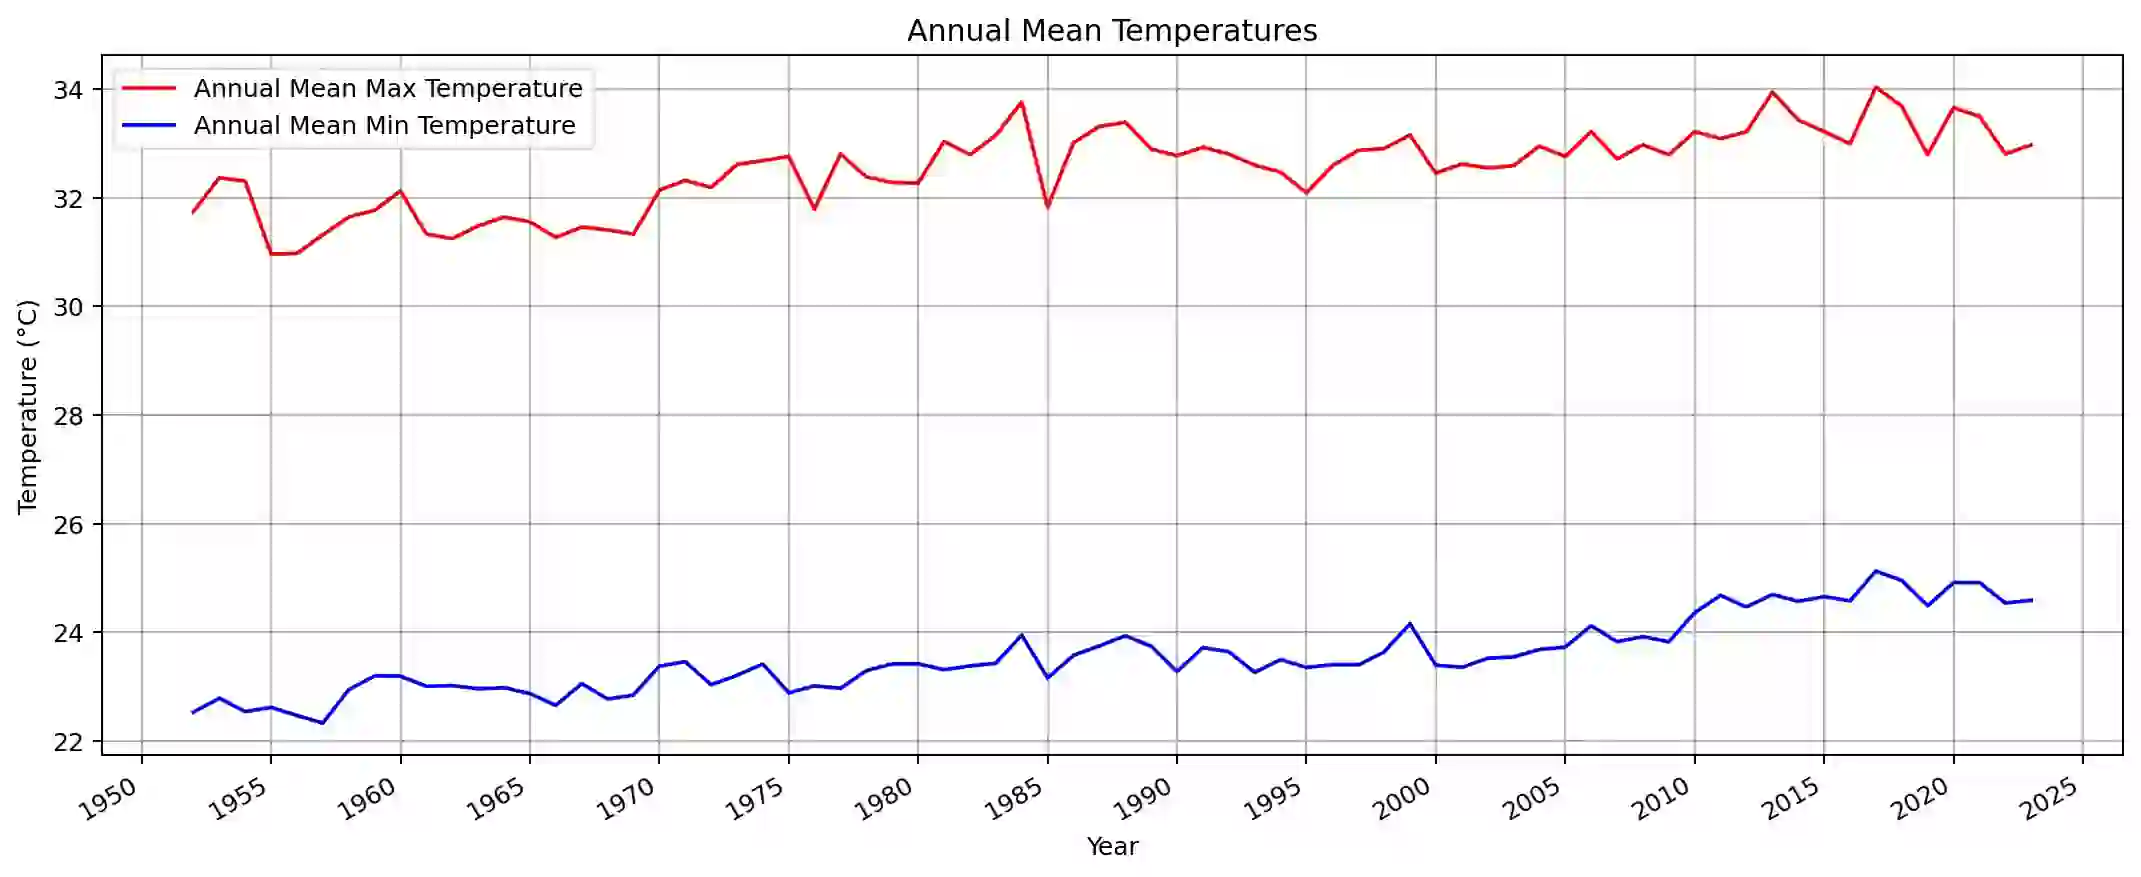 Annual Mean Temperatures
Annual Mean Max Temperature
Annual Mean Min Temperature
34
32
30
28
26
24
22
Temperature (°C)
1950 1955 1960 1965 1970 1975 1980 1985 1990 1995 2000 2005 2010 2015 2020 2025
Year